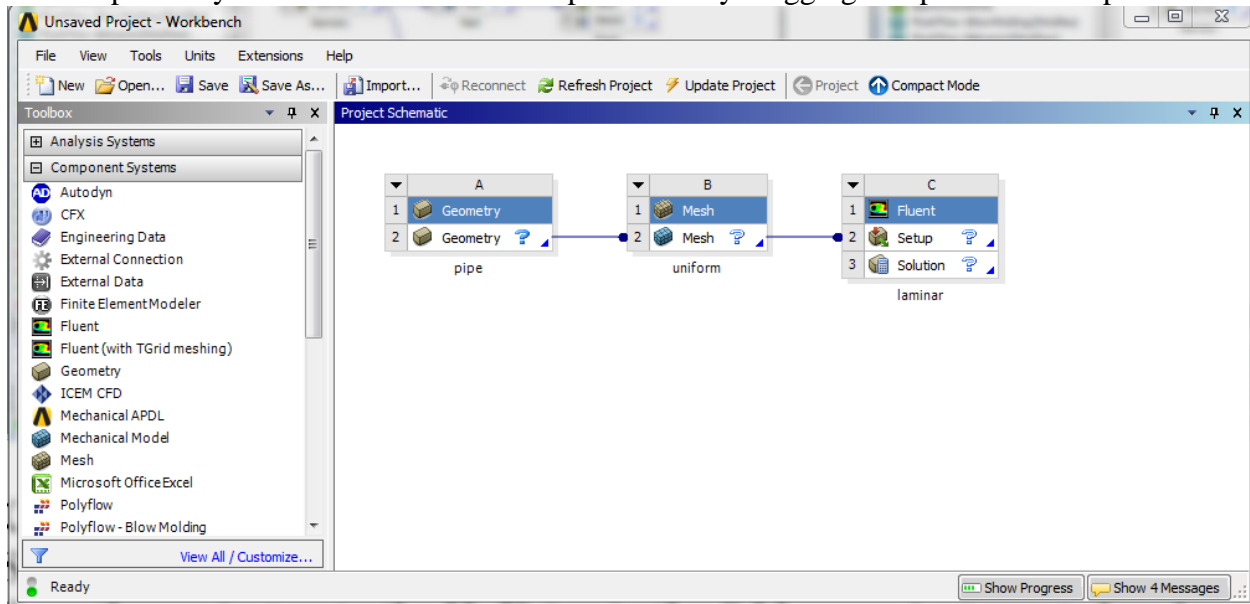 Unsaved Project - Workbench
File View Tools Units Extensions Help
New Open... Save Save As... Import... Reconnect Refresh Project Update Project Project Compact Mode
Toolbox
Analysis Systems
Component Systems
Autodyn
CFX
Engineering Data
External Connection
External Data
Finite Element Modeler
Fluent
Fluent (with TGrid meshing)
Geometry
ICEM CFD
Mechanical APDL
Mechanical Model
Mesh
Microsoft Office Excel
Polyflow
Polyflow - Blow Molding
View All / Customize...
Project Schematic
A
1 Geometry
2 Geometry
pipe
B
1 Mesh
2 Mesh
uniform
C
1 Fluent
2 Setup
3 Solution
laminar
Ready
Show Progress Show 4 Messages